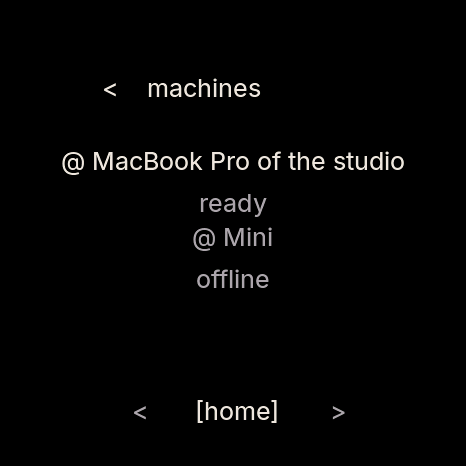 < machines
@ MacBook Pro of the studio
ready
@ Mini
offline
< [home] >